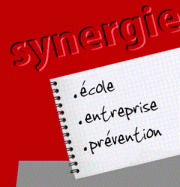 synergie
.école
.entreprise
.prévention